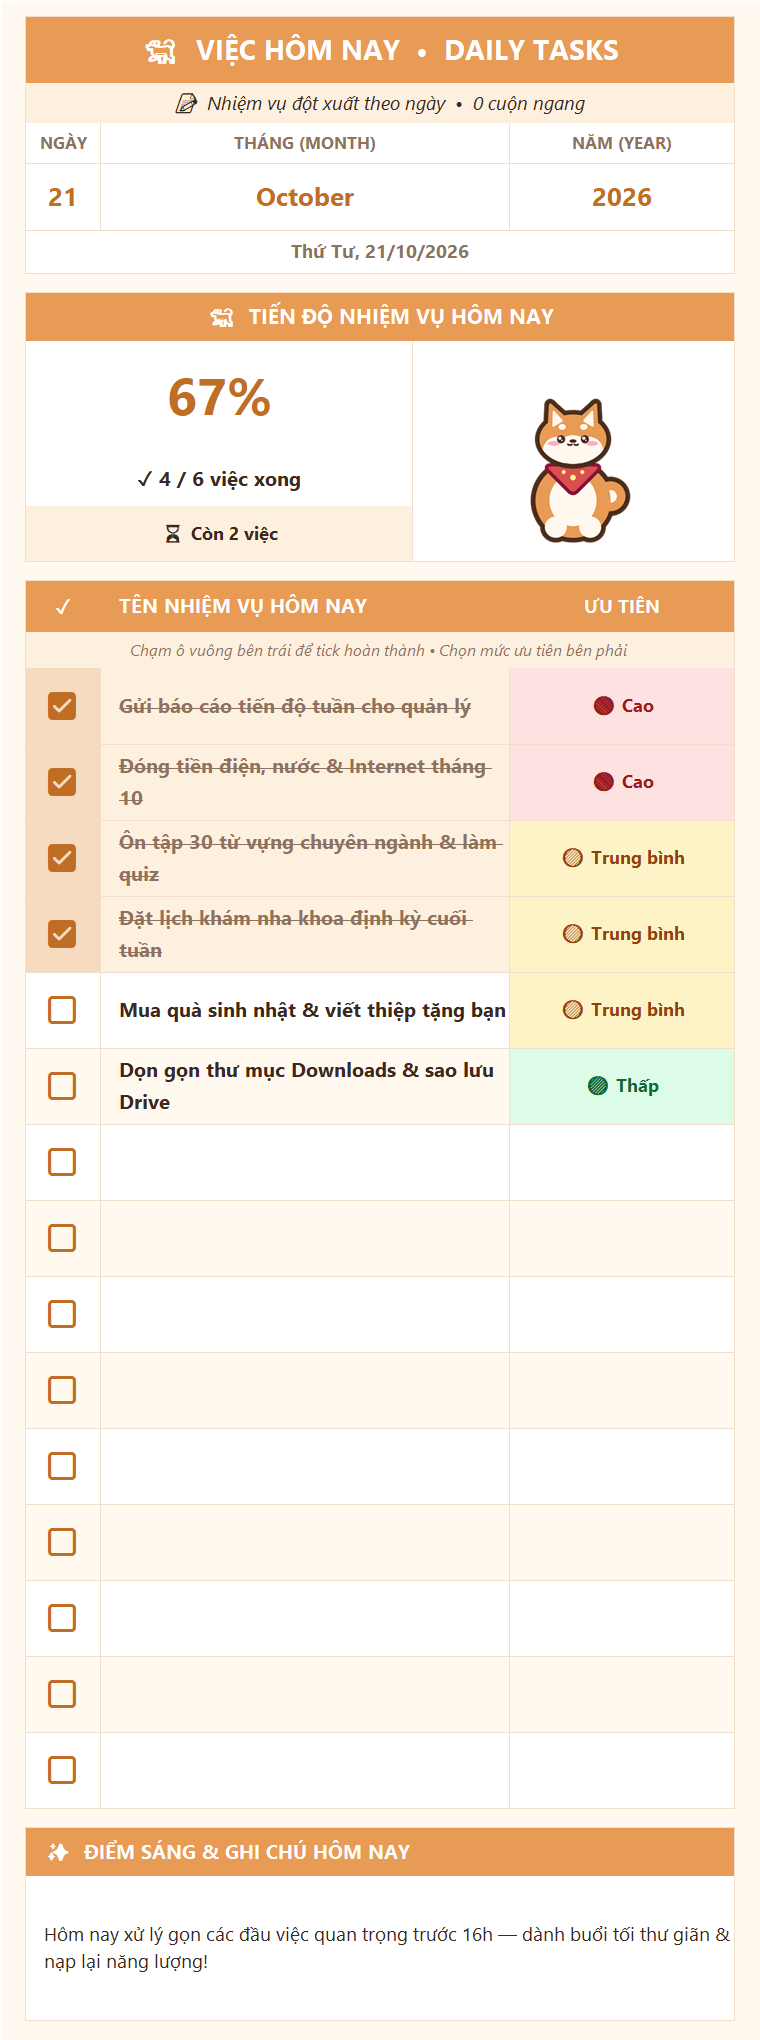 🐕 VIỆC HÔM NAY • DAILY TASKS
📝 Nhiệm vụ đột xuất theo ngày • 0 cuộn ngang
NGÀY THÁNG (MONTH) NĂM (YEAR)
21 October 2026
Thứ Tư, 21/10/2026
🐕 TIẾN ĐỘ NHIỆM VỤ HÔM NAY
67%
✓ 4 / 6 việc xong
⏳ Còn 2 việc
✓ TÊN NHIỆM VỤ HÔM NAY ƯU TIÊN
Chạm ô vuông bên trái để tick hoàn thành • Chọn mức ưu tiên bên phải
Gửi báo cáo tiến độ tuần cho quản lý Cao
Đóng tiền điện, nước & Internet tháng
10
Cao
Ôn tập 30 từ vựng chuyên ngành & làm
quiz
Trung bình
Đặt lịch khám nha khoa định kỳ cuối
tuần
Trung bình
Mua quà sinh nhật & viết thiệp tặng bạn Trung bình
Dọn gọn thư mục Downloads & sao lưu
Drive
Thấp
✨ ĐIỂM SÁNG & GHI CHÚ HÔM NAY
Hôm nay xử lý gọn các đầu việc quan trọng trước 16h — dành buổi tối thư giãn &
nạp lại năng lượng!